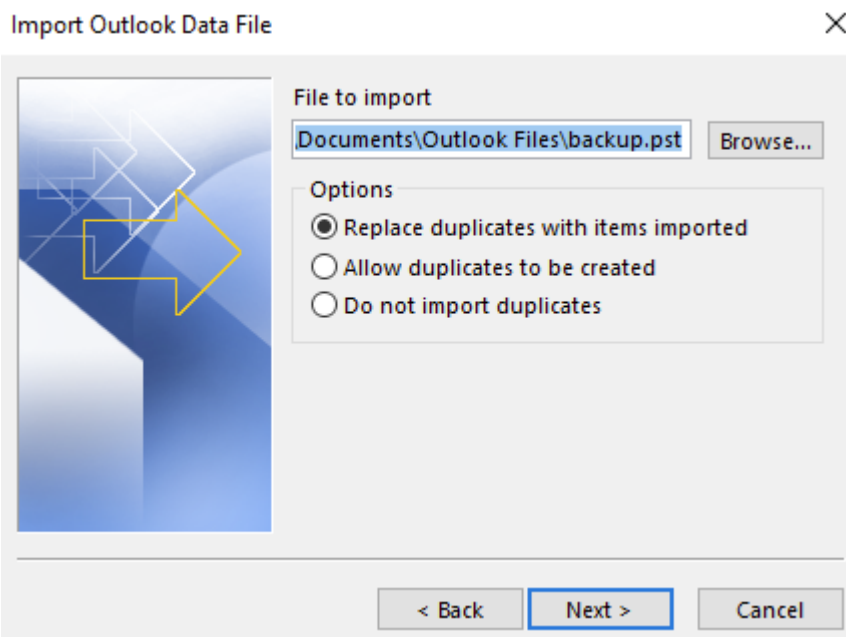 Import Outlook Data File
File to import
Documents\Outlook Files\backup.pst
Browse...
Options
Replace duplicates with items imported
Allow duplicates to be created
Do not import duplicates
< Back
Next >
Cancel